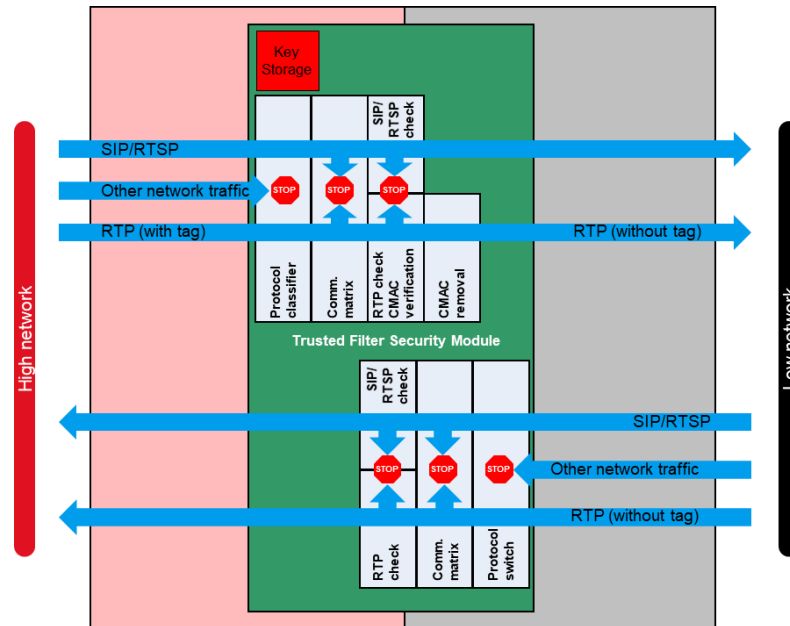 Key
Storage
SIP/
RTSP
check
SIP/RTSP
Other network traffic
STOP
STOP
STOP
RTP (with tag)
RTP (without tag)
Protocol
classifier
Comm.
matrix
RTP check
CMAC
verification
CMAC
removal
High network
Low network
Trusted Filter Security Module
SIP/
RTSP
check
SIP/RTSP
STOP
STOP
STOP
Other network traffic
RTP (without tag)
RTP
check
Comm.
matrix
Protocol
switch